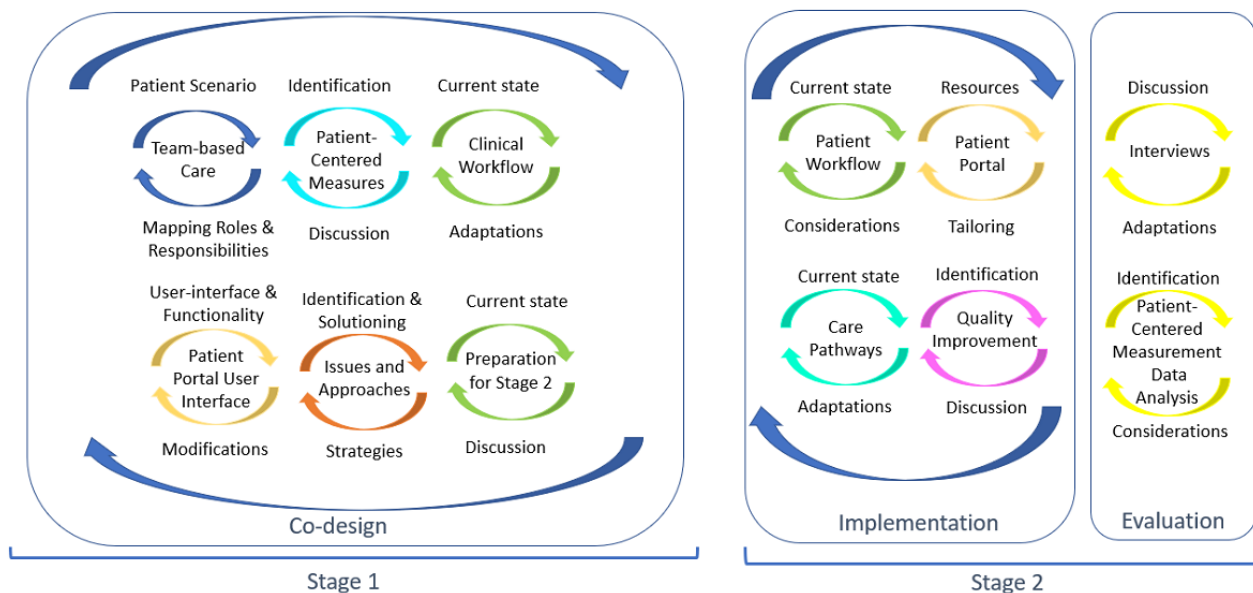 Patient Scenario
Team-based
Care
Mapping Roles &
Responsibilities
Identification
Patient-
Centered
Measures
Discussion
Current state
Clinical
Workflow
Adaptations
User-interface &
Functionality
Patient
Portal User
Interface
Modifications
Identification &
Solutioning
Issues and
Approaches
Strategies
Current state
Preparation
for Stage 2
Discussion
Co-design
Stage 1
Current state
Patient
Workflow
Considerations
Resources
Patient
Portal
Tailoring
Current state
Care
Pathways
Adaptations
Identification
Quality
Improvement
Discussion
Implementation
Discussion
Interviews
Adaptations
Identification
Patient-
Centered
Measurement
Data
Analysis
Considerations
Evaluation
Stage 2